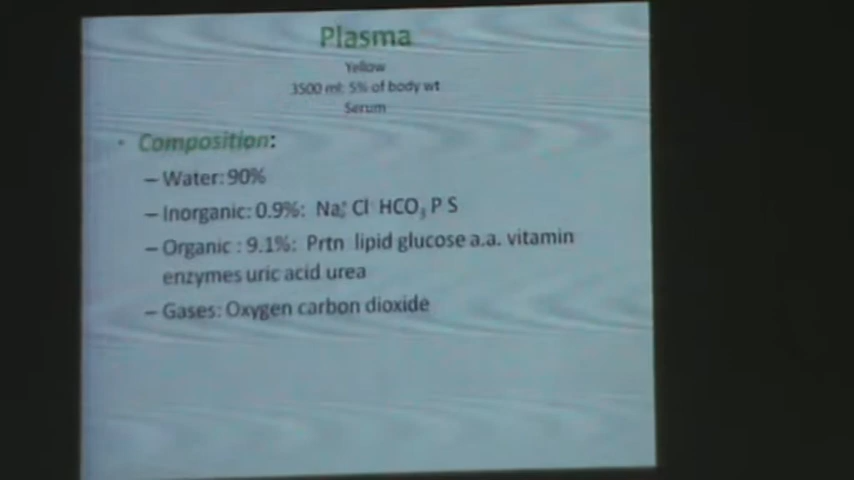 Plasma
Yellow
3500 ml: 5% of body wt
Serum
• Composition:
– Water: 90%
– Inorganic: 0.9%: Na⁺ Cl⁻ HCO₃ P S
– Organic : 9.1%: Prtn lipid glucose a.a. vitamin
enzymes uric acid urea
– Gases: Oxygen carbon dioxide